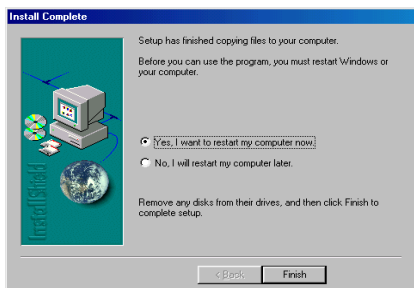 Install Complete
Setup has finished copying files to your computer.
Before you can use the program, you must restart Windows or
your computer.
Yes, I want to restart my computer now.
No, I will restart my computer later.
Remove any disks from their drives, and then click Finish to
complete setup.
InstallShield
< Back
Finish